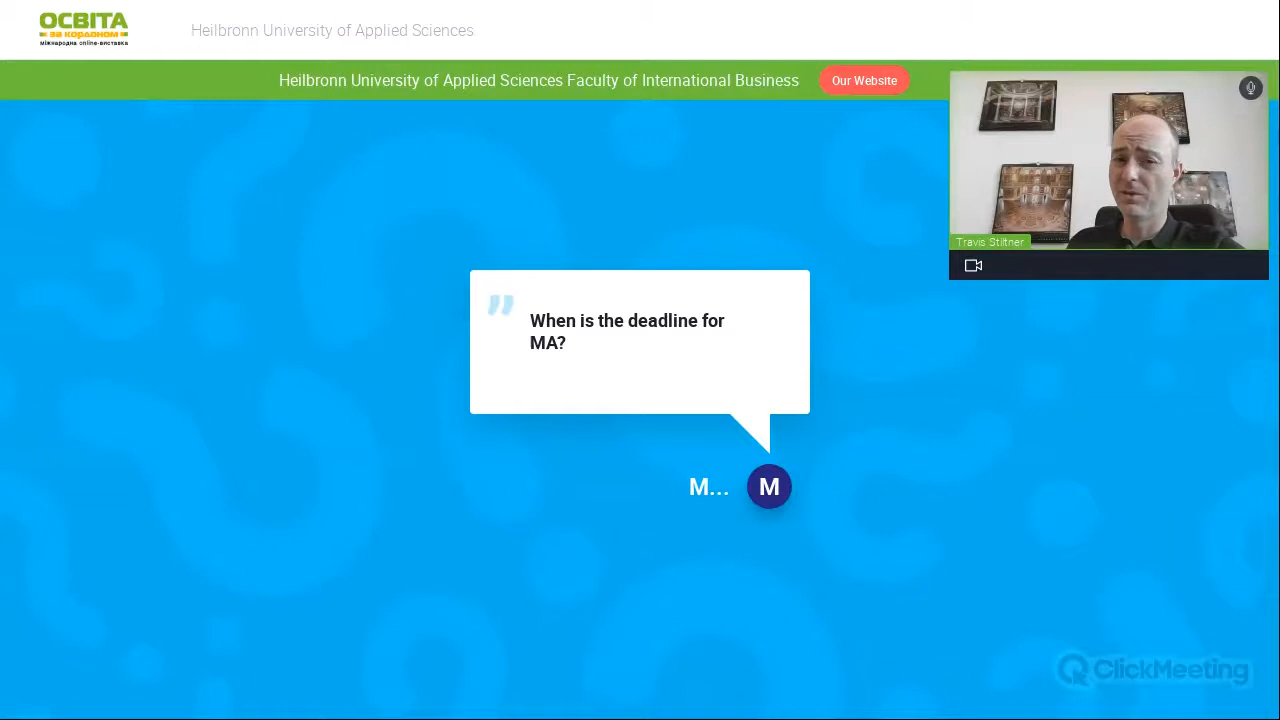 ОСВІТА
за кордоном
міжнародна online-виставка
Heilbronn University of Applied Sciences
Heilbronn University of Applied Sciences Faculty of International Business
Our Website
Travis Stiltner
When is the deadline for
MA?
M...
M
ClickMeeting